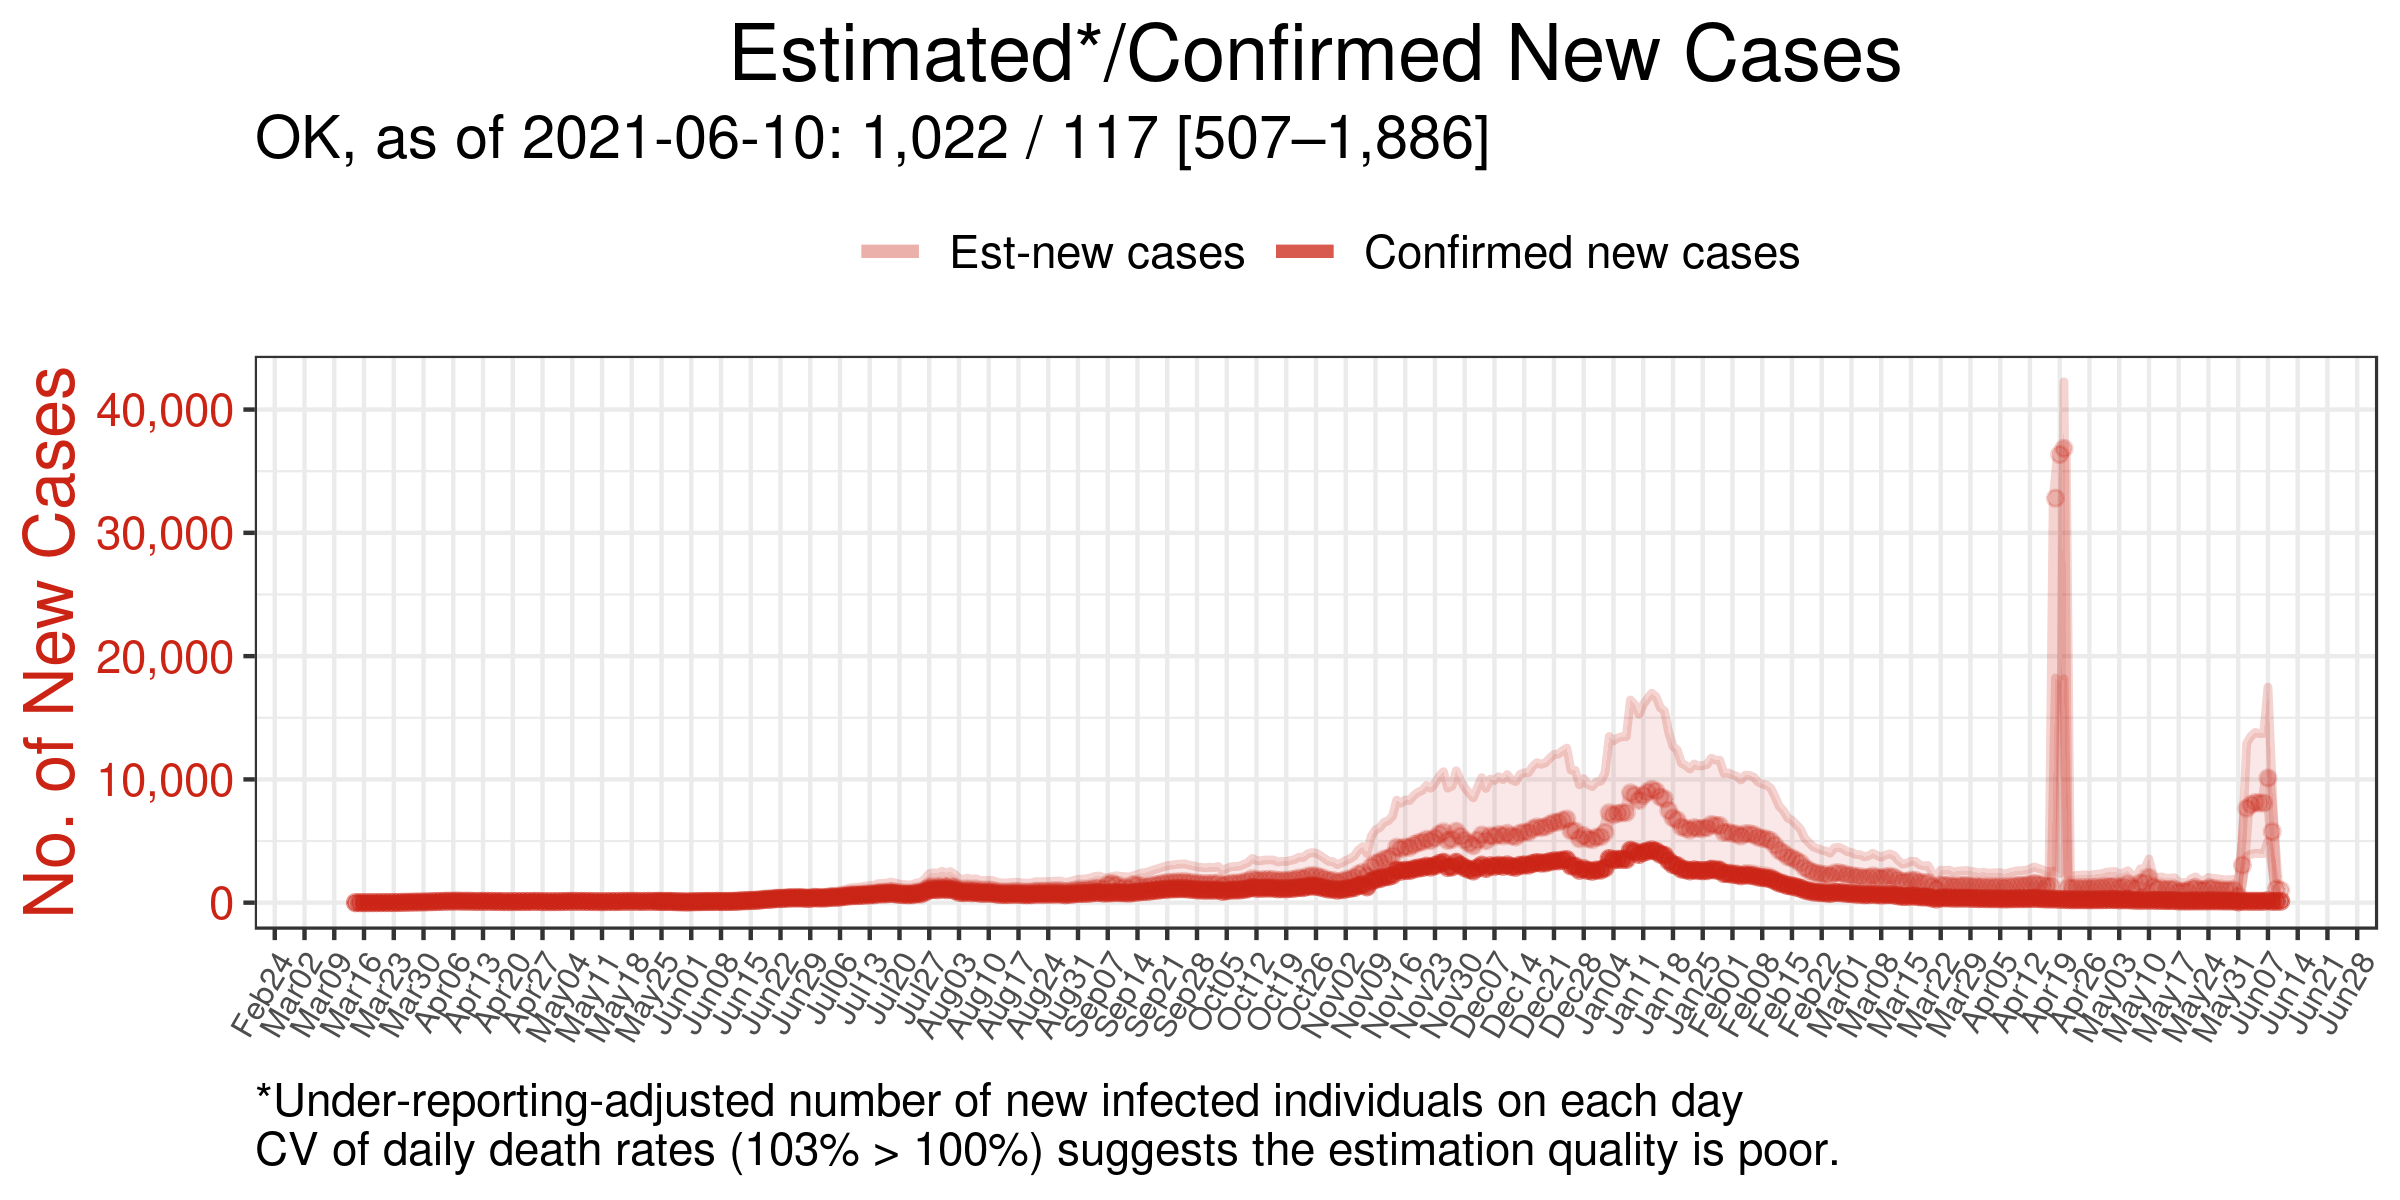 Estimated*/Confirmed New Cases
OK, as of 2021-06-10: 1,022 / 117 [507–1,886]
Est-new cases Confirmed new cases
No. of New Cases
40,000
30,000
20,000
10,000
0
Feb24 Mar02 Mar09 Mar16 Mar23 Mar30 Apr06 Apr13 Apr20 Apr27 May04 May11 May18 May25 Jun01 Jun08 Jun15 Jun22 Jun29 Jul06 Jul13 Jul20 Jul27 Aug03 Aug10 Aug17 Aug24 Aug31 Sep07 Sep14 Sep21 Sep28 Oct05 Oct12 Oct19 Oct26 Nov02 Nov09 Nov16 Nov23 Nov30 Dec07 Dec14 Dec21 Dec28 Jan04 Jan11 Jan18 Jan25 Feb01 Feb08 Feb15 Feb22 Mar01 Mar08 Mar15 Mar22 Mar29 Apr05 Apr12 Apr19 Apr26 May03 May10 May17 May24 May31 Jun07 Jun14 Jun21 Jun28
*Under-reporting-adjusted number of new infected individuals on each day
CV of daily death rates (103% > 100%) suggests the estimation quality is poor.